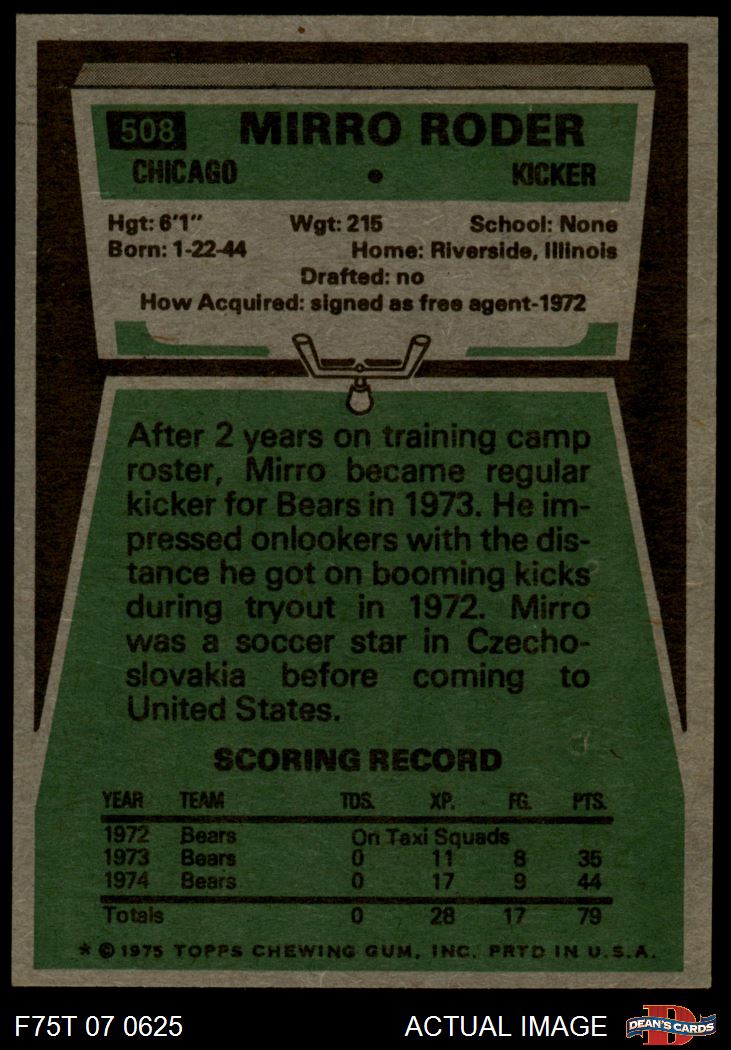 508 MIRRO RODER
CHICAGO • KICKER
Hgt: 6'1" Wgt: 215 School: None
Born: 1-22-44 Home: Riverside, Illinois
Drafted: no
How Acquired: signed as free agent-1972
After 2 years on training camp
roster, Mirro became regular
kicker for Bears in 1973. He im-
pressed onlookers with the dis-
tance he got on booming kicks
during tryout in 1972. Mirro
was a soccer star in Czecho-
slovakia before coming to
United States.
SCORING RECORD
YEAR TEAM TDS. XP. FG. PTS.
1972 Bears On Taxi Squads
1973 Bears 0 11 8 35
1974 Bears 0 17 9 44
Totals 0 28 17 79
* © 1975 TOPPS CHEWING GUM, INC. PRTD IN U.S.A.
F75T 07 0625 ACTUAL IMAGE D DEAN'S CARDS